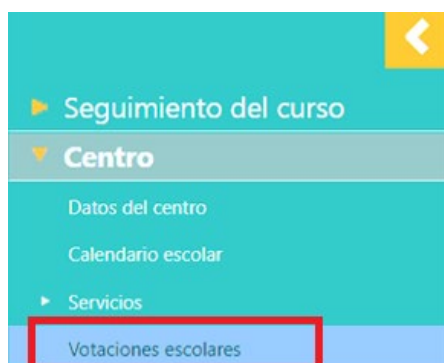 Seguimiento del curso
Centro
Datos del centro
Calendario escolar
Servicios
Votaciones escolares